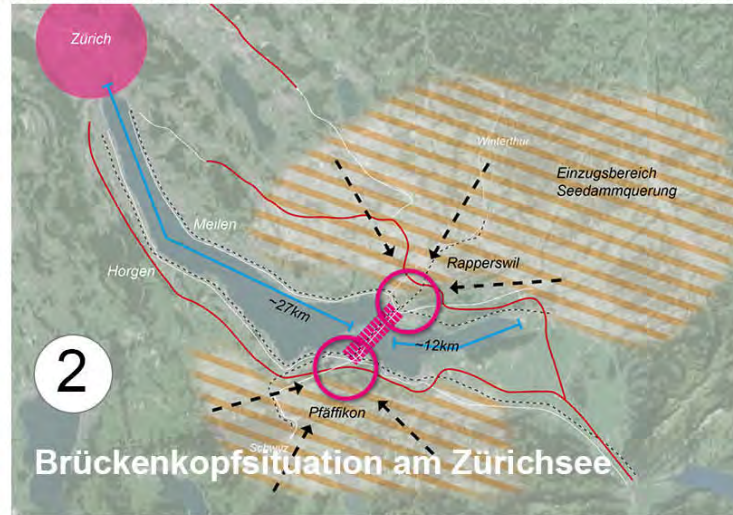 Zürich
Winterthur
Einzugsbereich
Seedammquerung
Meilen
Horgen
Rapperswil
~27km
~12km
2
Pfäffikon
Schwyz
Brückenkopfsituation am Zürichsee